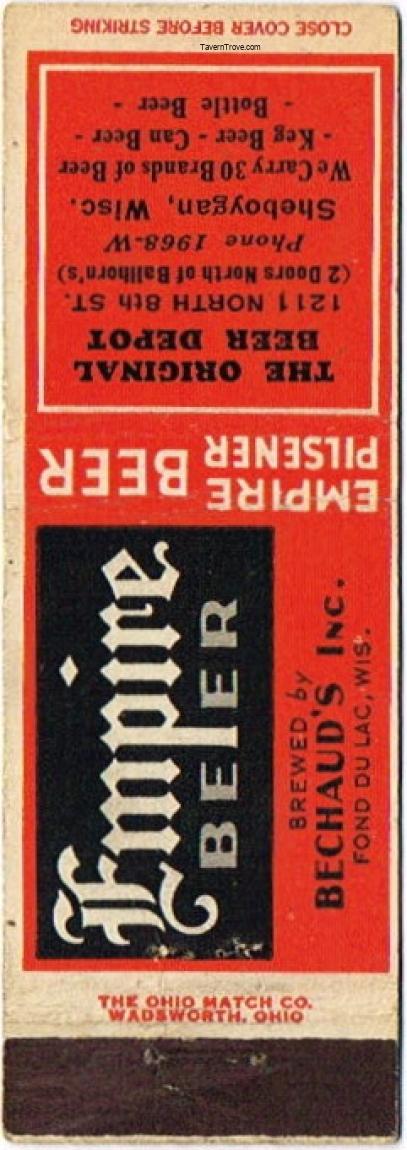 CLOSE COVER BEFORE STRIKING
TavernTrove.com
THE ORIGINAL
BEER DEPOT
1211 NORTH 8th ST.
(2 Doors North of Ballhorn's)
Phone 1968-W
Sheboygan, Wisc.
We Carry 30 Brands of Beer
- Keg Beer - Can Beer -
- Bottle Beer -
EMPIRE PILSENER BEER
Empire
BEER
BREWED by
BECHAUD'S INC.
FOND DU LAC, WIS.
THE OHIO MATCH CO.
WADSWORTH, OHIO